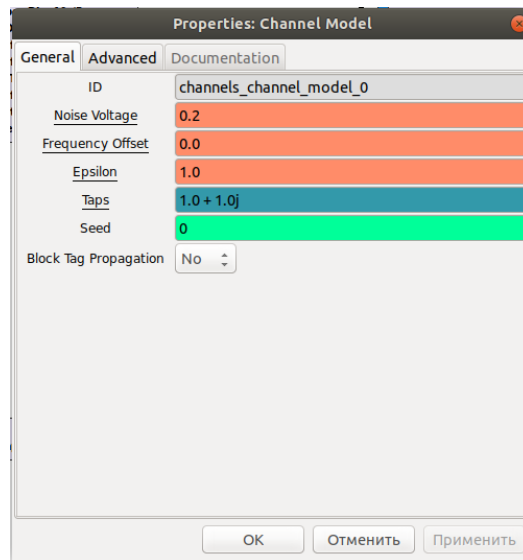 Properties: Channel Model
General Advanced Documentation
ID channels_channel_model_0
Noise Voltage 0.2
Frequency Offset 0.0
Epsilon 1.0
Taps 1.0 + 1.0j
Seed 0
Block Tag Propagation No
OK Отменить Применить